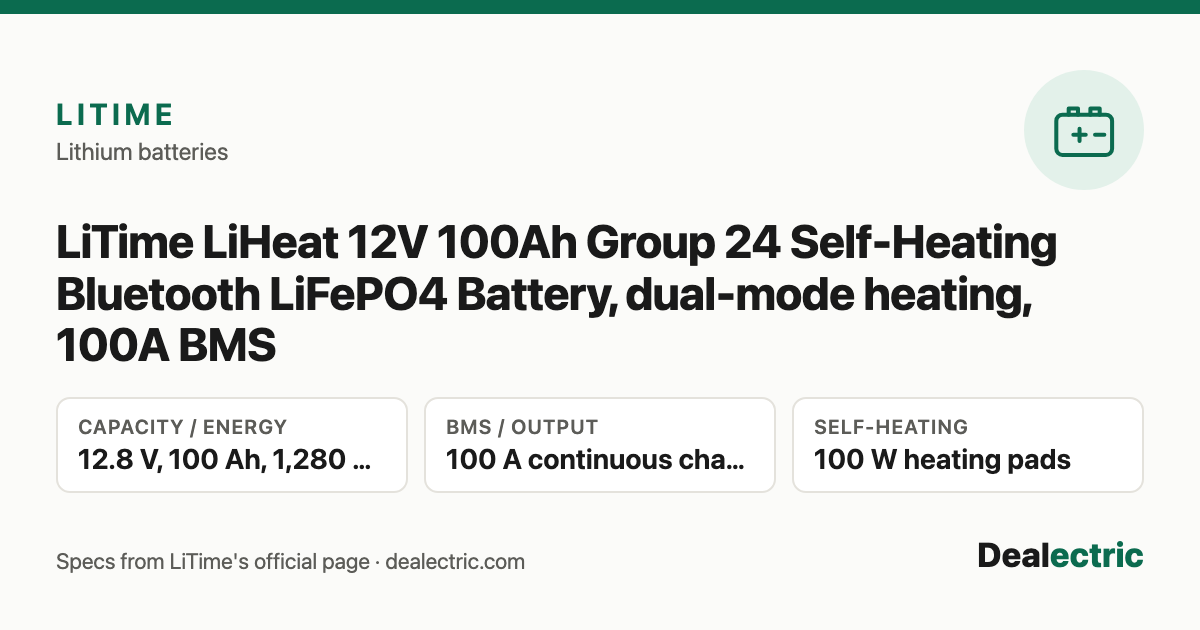 LITIME
Lithium batteries
LiTime LiHeat 12V 100Ah Group 24 Self-Heating
Bluetooth LiFePO4 Battery, dual-mode heating,
100A BMS
CAPACITY / ENERGY
12.8 V, 100 Ah, 1,280 ...
BMS / OUTPUT
100 A continuous cha...
SELF-HEATING
100 W heating pads
Specs from LiTime's official page · dealectric.com
Dealectric